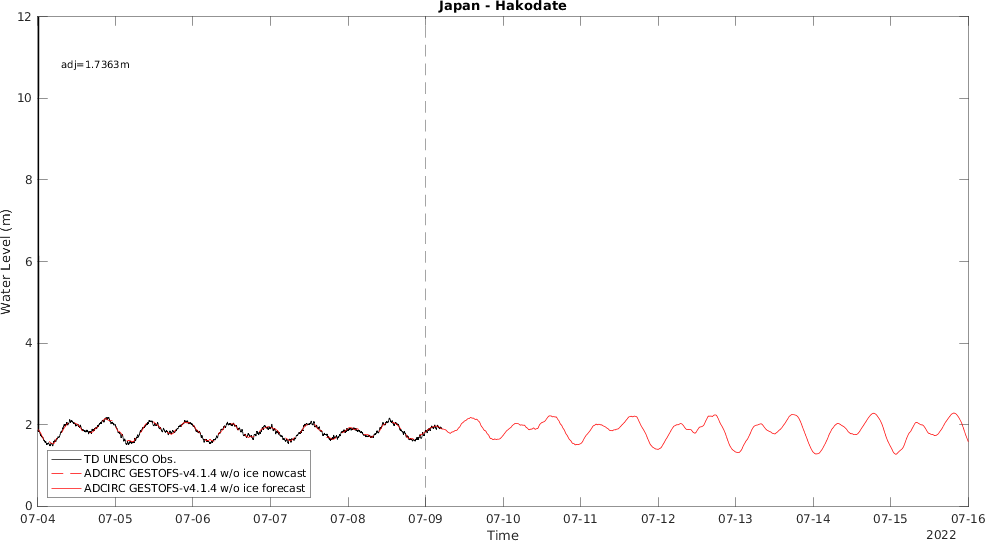 Japan - Hakodate
adj=1.7363m
Water Level (m)
12
10
8
6
4
2
0
TD UNESCO Obs.
ADCIRC GESTOFS-v4.1.4 w/o ice nowcast
ADCIRC GESTOFS-v4.1.4 w/o ice forecast
07-04 07-05 07-06 07-07 07-08 07-09 07-10 07-11 07-12 07-13 07-14 07-15 07-16
Time
2022